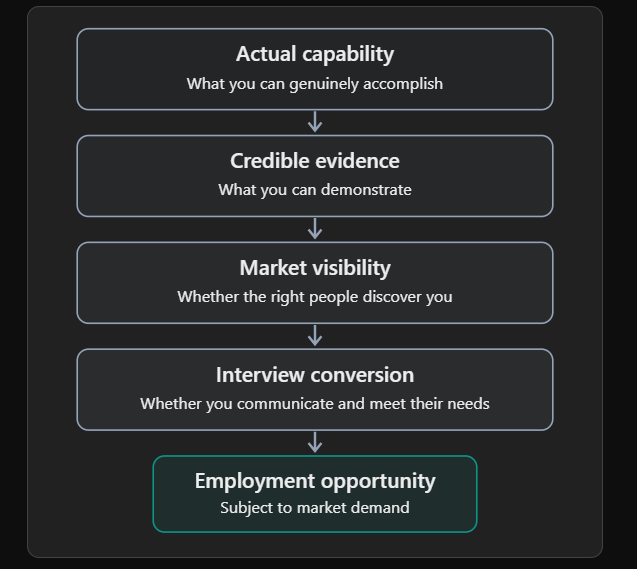 Actual capability
What you can genuinely accomplish
Credible evidence
What you can demonstrate
Market visibility
Whether the right people discover you
Interview conversion
Whether you communicate and meet their needs
Employment opportunity
Subject to market demand